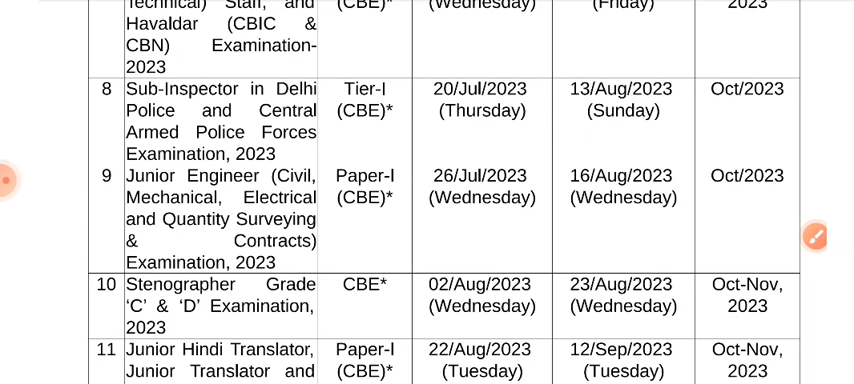 Technical) Staff, and (CBE)* (Wednesday) (Friday) 2023
Havaldar (CBIC &
CBN) Examination-
2023
8 Sub-Inspector in Delhi Tier-I 20/Jul/2023 13/Aug/2023 Oct/2023
Police and Central (CBE)* (Thursday) (Sunday)
Armed Police Forces
Examination, 2023
9 Junior Engineer (Civil, Paper-I 26/Jul/2023 16/Aug/2023 Oct/2023
Mechanical, Electrical (CBE)* (Wednesday) (Wednesday)
and Quantity Surveying
& Contracts)
Examination, 2023
10 Stenographer Grade CBE* 02/Aug/2023 23/Aug/2023 Oct-Nov,
‘C’ & ‘D’ Examination, (Wednesday) (Wednesday) 2023
2023
11 Junior Hindi Translator, Paper-I 22/Aug/2023 12/Sep/2023 Oct-Nov,
Junior Translator and (CBE)* (Tuesday) (Tuesday) 2023